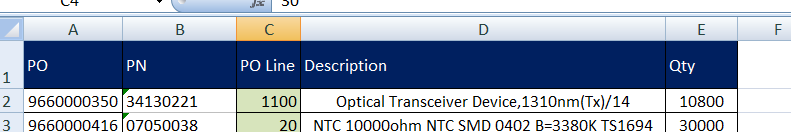 C4 fx 30
A B C D E F
1 PO PN PO Line Description Qty
2 9660000350 34130221 1100 Optical Transceiver Device,1310nm(Tx)/14 10800
3 9660000416 07050038 20 NTC 10000ohm NTC SMD 0402 B=3380K TS1694 30000